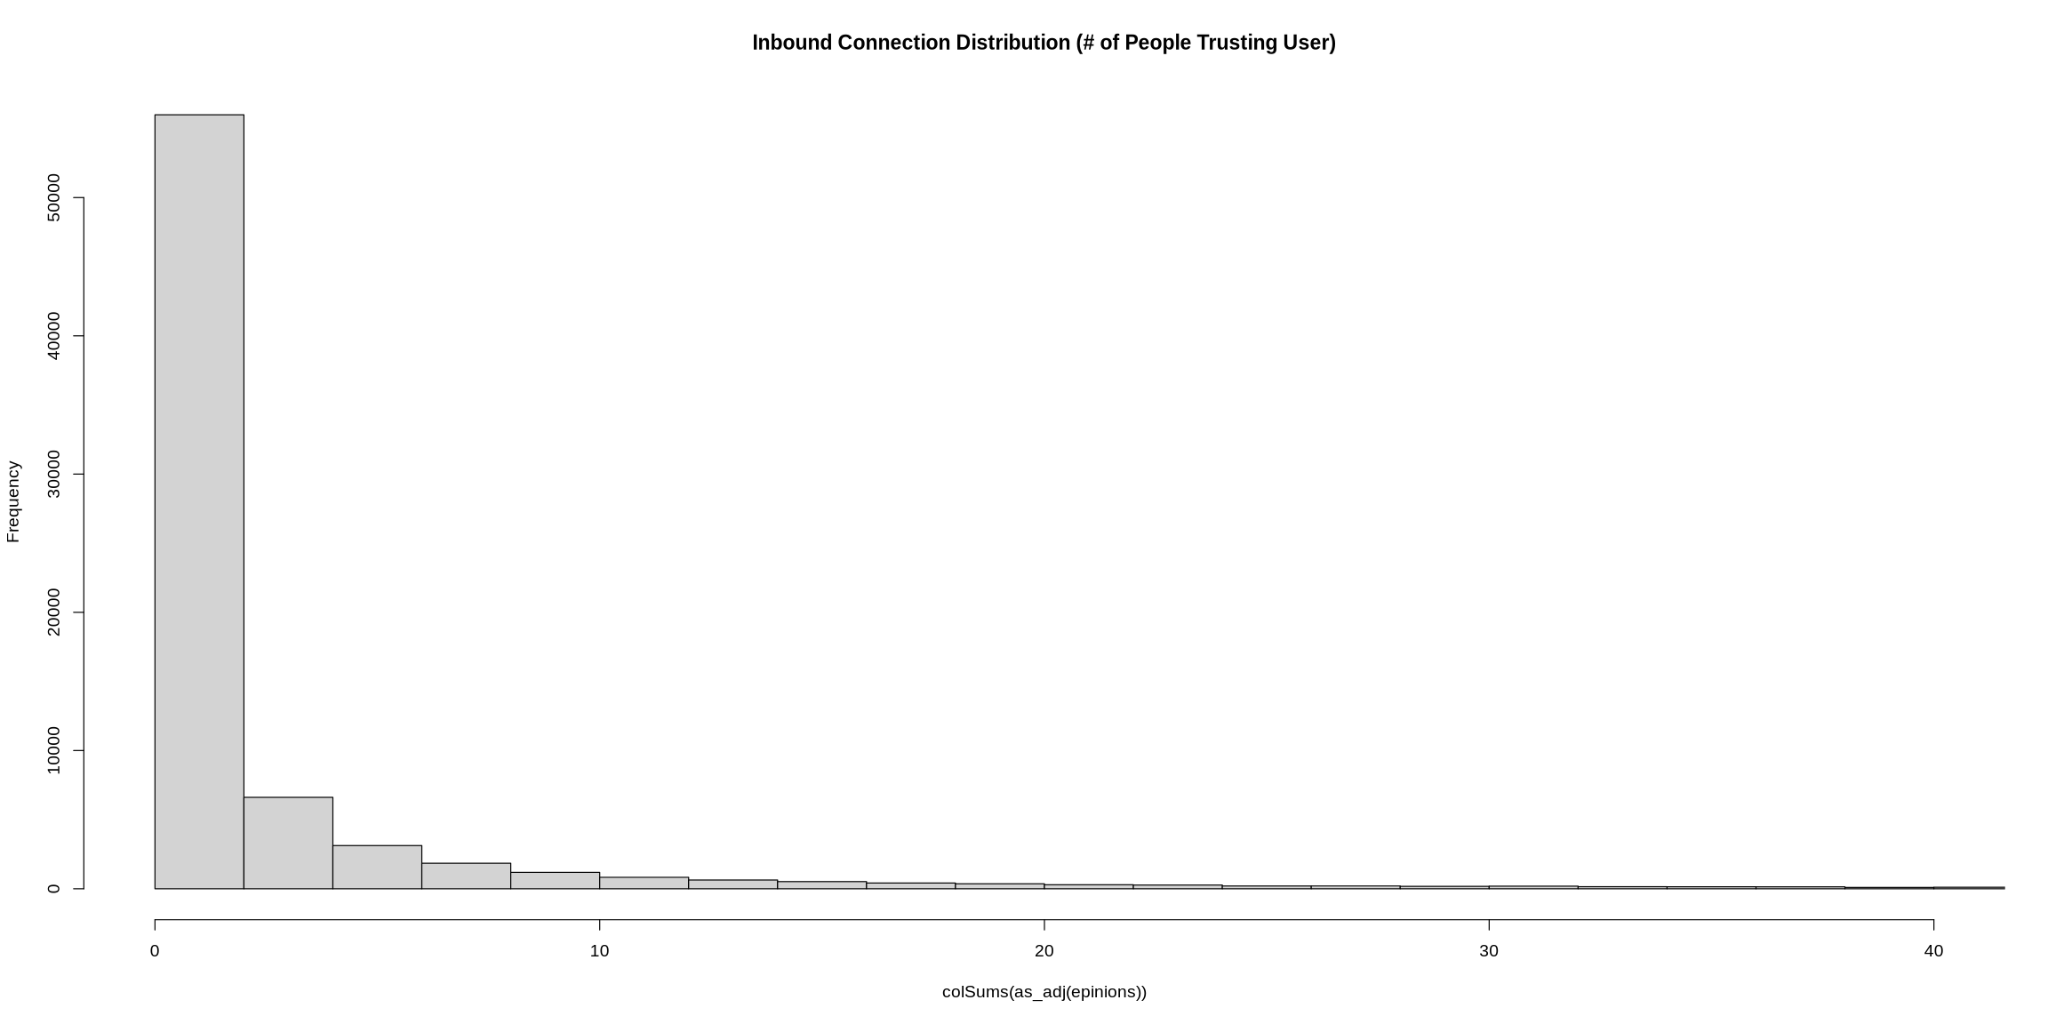 Inbound Connection Distribution (# of People Trusting User)
Frequency
50000
40000
30000
20000
10000
0
0 10 20 30 40
colSums(as_adj(epinions))